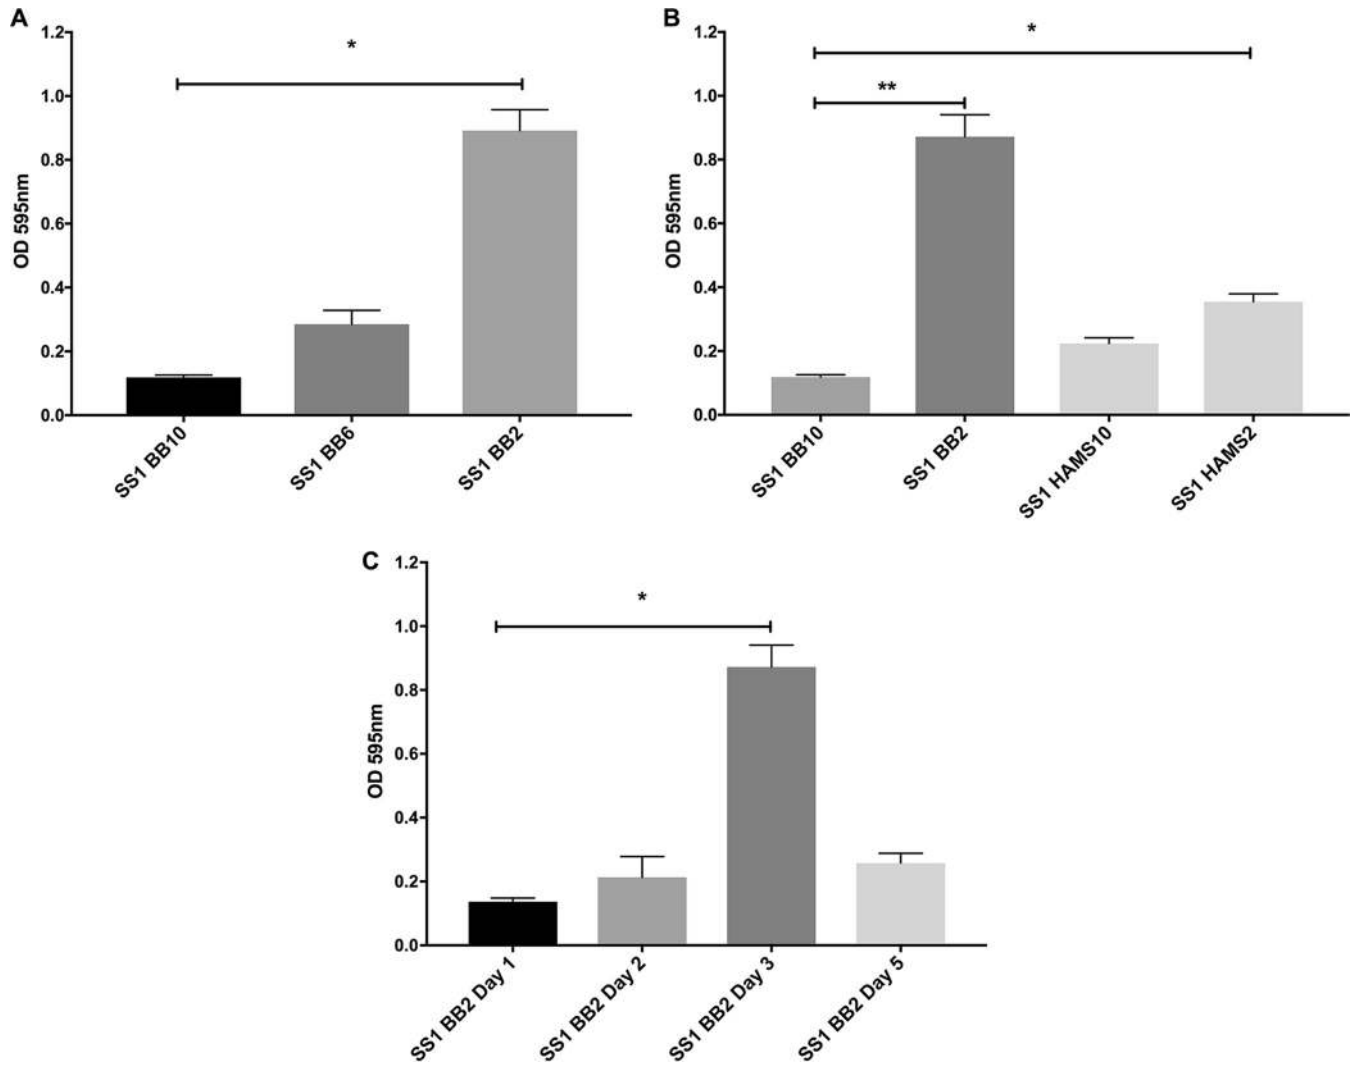 A
1.2
1.0
0.8
0.6
0.4
0.2
0.0
OD 595nm
*
SS1 BB10
SS1 BB6
SS1 BB2
B
1.2
1.0
0.8
0.6
0.4
0.2
0.0
OD 595nm
*
**
SS1 BB10
SS1 BB2
SS1 HAMS10
SS1 HAMS2
C
1.2
1.0
0.8
0.6
0.4
0.2
0.0
OD 595nm
*
SS1 BB2 Day 1
SS1 BB2 Day 2
SS1 BB2 Day 3
SS1 BB2 Day 5